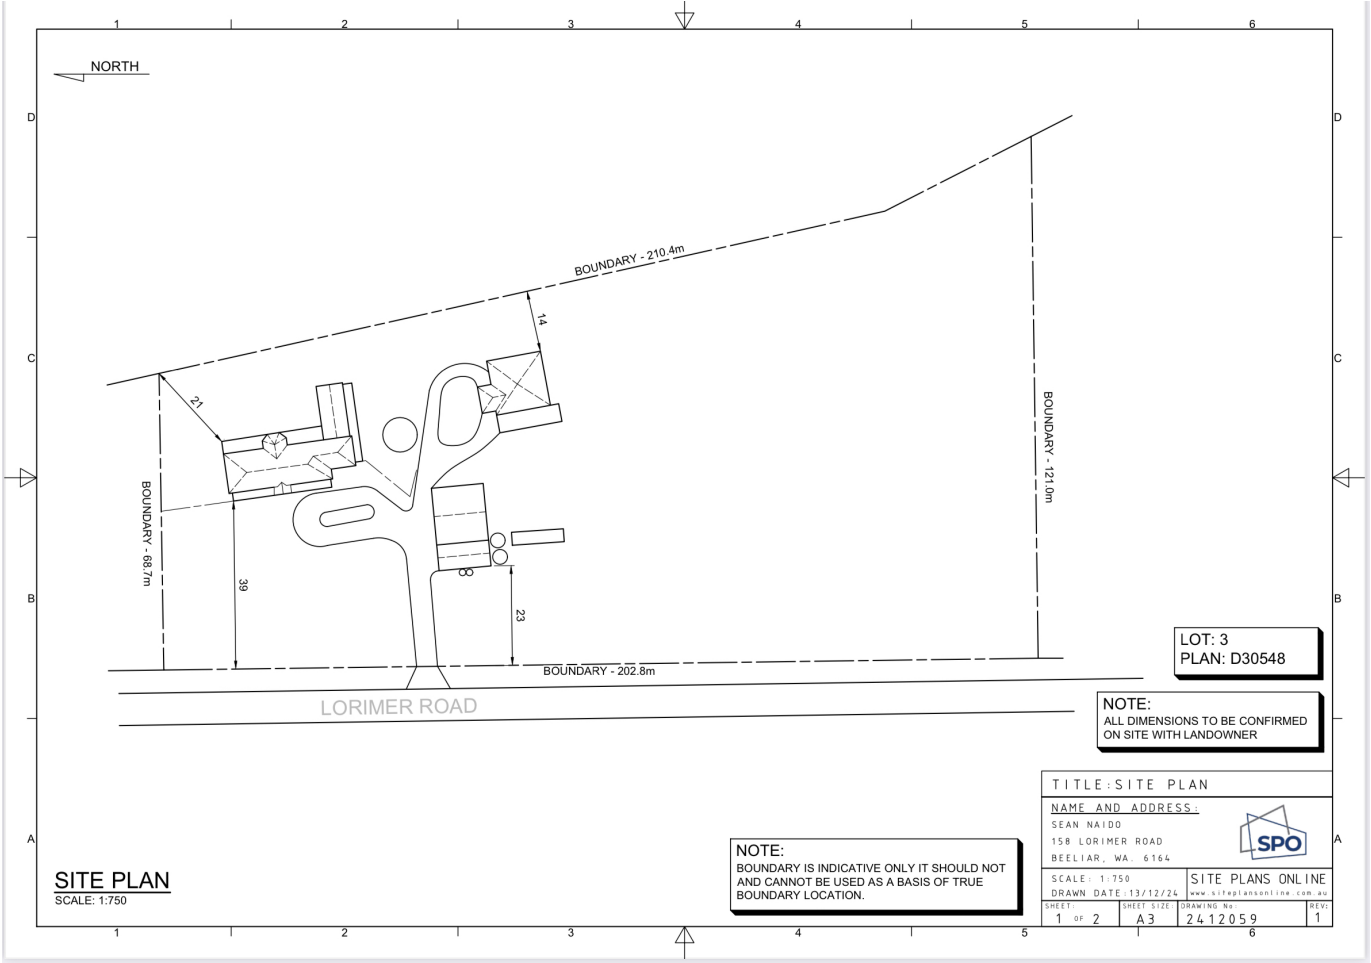 1 2 3 4 5 6
NORTH
D D
BOUNDARY - 210.4m
14
C C
21
BOUNDARY - 121.0m
BOUNDARY - 68.7m
39
23
B B
BOUNDARY - 202.8m
LORIMER ROAD
LOT: 3
PLAN: D30548
NOTE:
ALL DIMENSIONS TO BE CONFIRMED
ON SITE WITH LANDOWNER
TITLE:SITE PLAN
NAME AND ADDRESS:
SEAN NAIDO
158 LORIMER ROAD
BEELIAR, WA. 6164
SPO
A A
SCALE: 1:750
DRAWN DATE:13/12/24
SITE PLANS ONLINE
www.siteplansonline.com.au
SHEET: SHEET SIZE: DRAWING No: REV:
1 OF 2 A3 2412059 1
NOTE:
BOUNDARY IS INDICATIVE ONLY IT SHOULD NOT
AND CANNOT BE USED AS A BASIS OF TRUE
BOUNDARY LOCATION.
SITE PLAN
SCALE: 1:750
1 2 3 4 5 6